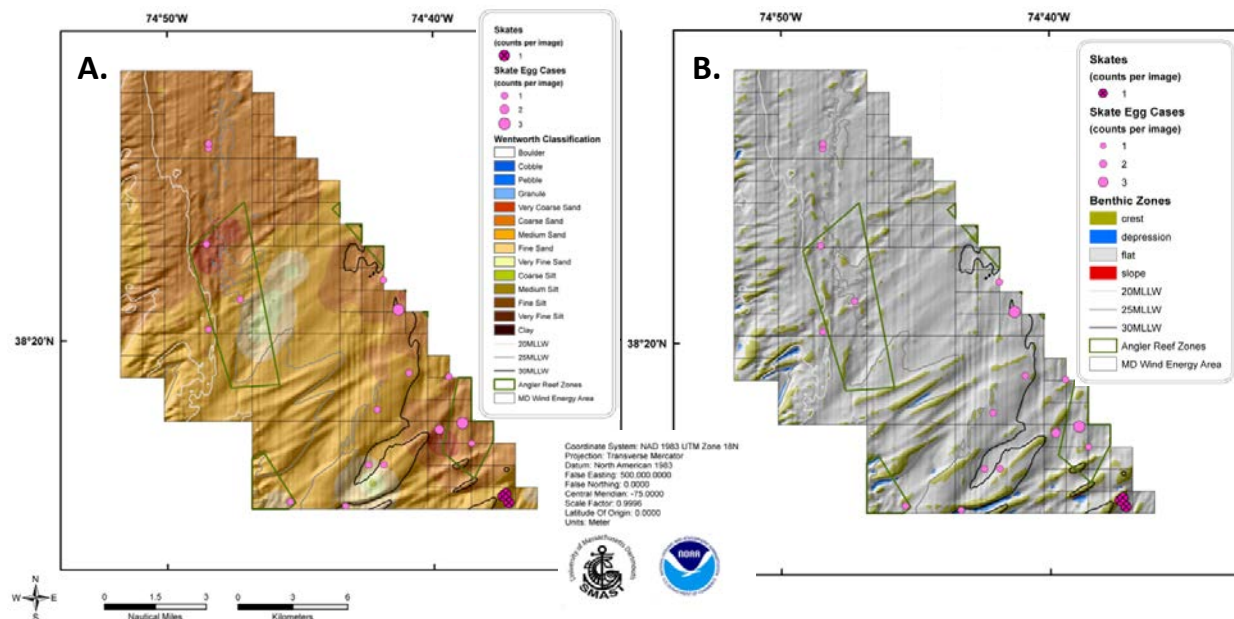 74°50'W
74°40'W
A.
Skates
(counts per image)
1
Skate Egg Cases
(counts per image)
1
2
3
Wentworth Classification
Boulder
Cobble
Pebble
Granule
Very Coarse Sand
Coarse Sand
Medium Sand
Fine Sand
Very Fine Sand
Coarse Silt
Medium Silt
Fine Silt
Very Fine Silt
Clay
20MLLW
25MLLW
30MLLW
Angler Reef Zones
MD Wind Energy Area
38°20'N
N
W
E
S
0 1.5 3
Nautical Miles
0 3 6
Kilometers
74°50'W
74°40'W
B.
Skates
(counts per image)
1
Skate Egg Cases
(counts per image)
1
2
3
Benthic Zones
crest
depression
flat
slope
20MLLW
25MLLW
30MLLW
Angler Reef Zones
MD Wind Energy Area
38°20'N
Coordinate System: NAD 1983 UTM Zone 18N
Projection: Transverse Mercator
Datum: North American 1983
False Easting: 500,000.0000
False Northing: 0.0000
Central Meridian: -75.0000
Scale Factor: 0.9996
Latitude Of Origin: 0.0000
Units: Meter
University of Massachusetts Dartmouth
SMAST
NOAA